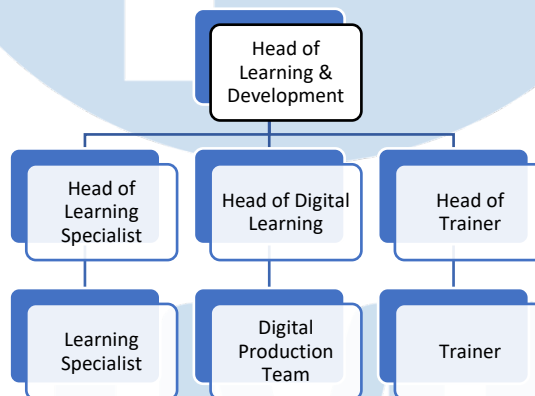 Head of
Learning &
Development
Head of
Learning
Specialist
Head of Digital
Learning
Head of
Trainer
Learning
Specialist
Digital
Production
Team
Trainer